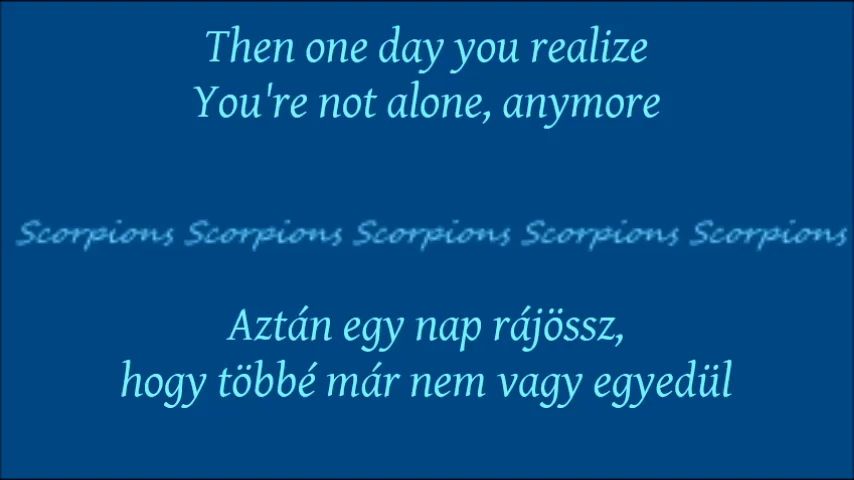 Then one day you realize
You're not alone, anymore
Scorpions Scorpions Scorpions Scorpions Scorpions
Aztán egy nap rájössz,
hogy többé már nem vagy egyedül